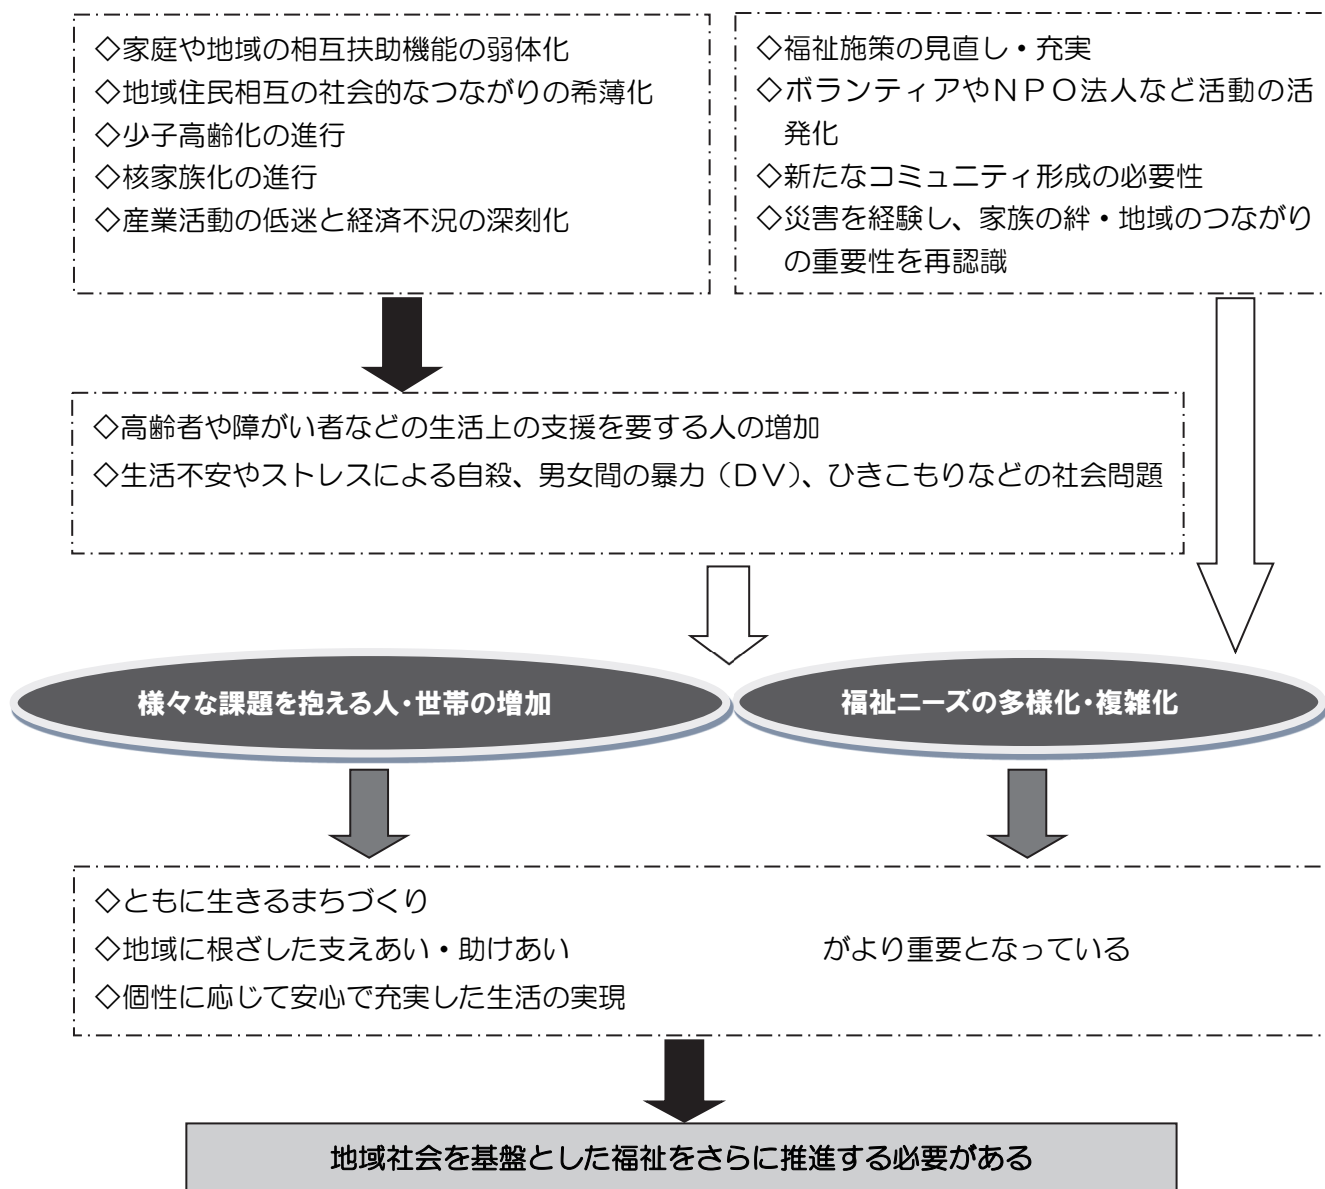 ◇家庭や地域の相互扶助機能の弱体化
◇地域住民相互の社会的なつながりの希薄化
◇少子高齢化の進行
◇核家族化の進行
◇産業活動の低迷と経済不況の深刻化
◇福祉施策の見直し・充実
◇ボランティアやＮＰＯ法人など活動の活
発化
◇新たなコミュニティ形成の必要性
◇災害を経験し、家族の絆・地域のつながり
の重要性を再認識
◇高齢者や障がい者などの生活上の支援を要する人の増加
◇生活不安やストレスによる自殺、男女間の暴力（ＤＶ）、ひきこもりなどの社会問題
様々な課題を抱える人・世帯の増加
福祉ニーズの多様化・複雑化
◇ともに生きるまちづくり
◇地域に根ざした支えあい・助けあい　がより重要となっている
◇個性に応じて安心で充実した生活の実現
地域社会を基盤とした福祉をさらに推進する必要がある